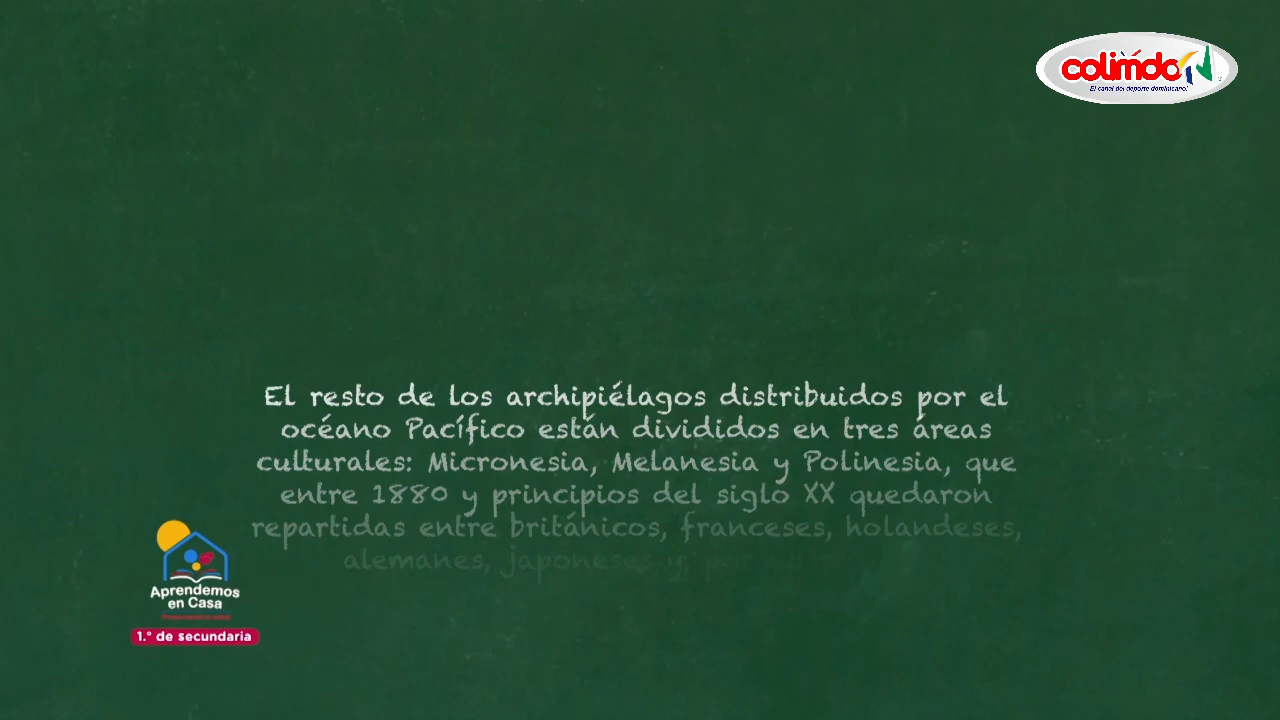 colimdo
El canal del deporte dominicano!
El resto de los archipiélagos distribuidos por el
océano Pacífico están divididos en tres áreas
culturales: Micronesia, Melanesia y Polinesia, que
entre 1880 y principios del siglo XX quedaron
repartidas entre británicos, franceses, holandeses,
alemanes, japoneses y, por
Aprendemos
en Casa
1.° de secundaria